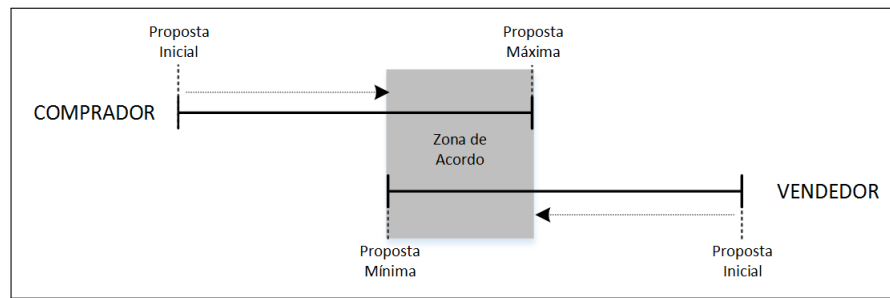 Proposta
Inicial
Proposta
Máxima
COMPRADOR
Zona de
Acordo
VENDEDOR
Proposta
Mínima
Proposta
Inicial